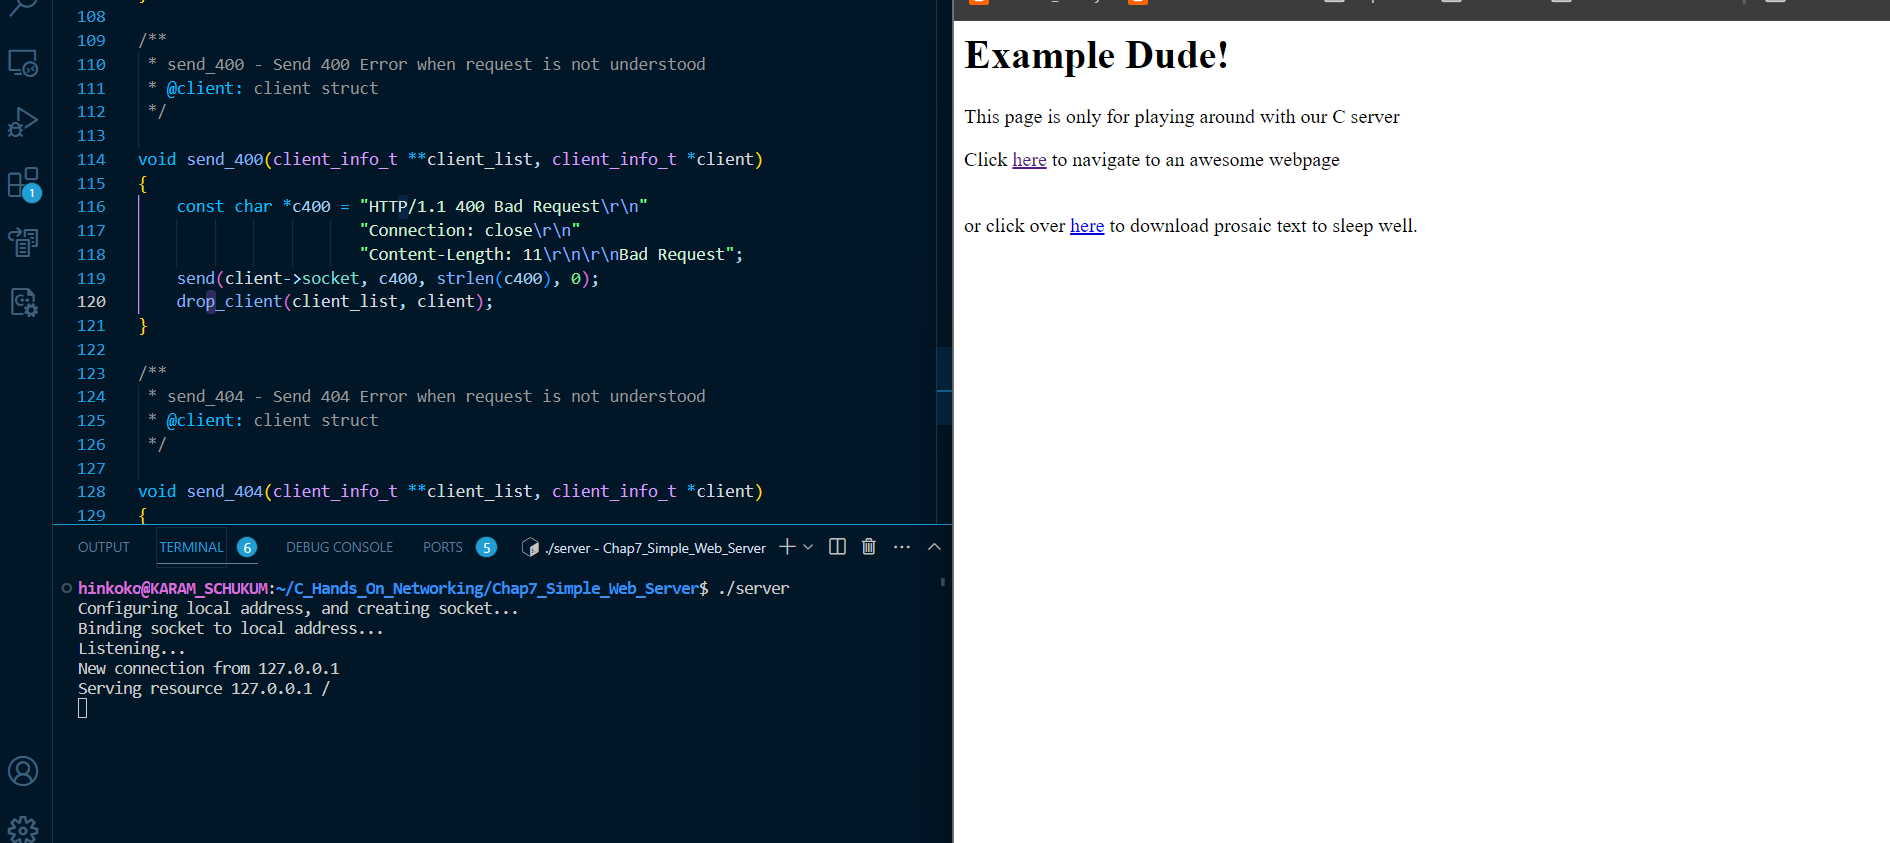 108
109 /**
110 * send_400 - Send 400 Error when request is not understood
111 * @client: client struct
112 */
113
114 void send_400(client_info_t **client_list, client_info_t *client)
115 {
116 const char *c400 = "HTTP/1.1 400 Bad Request\r\n"
117 "Connection: close\r\n"
118 "Content-Length: 11\r\n\r\nBad Request";
119 send(client->socket, c400, strlen(c400), 0);
120 drop_client(client_list, client);
121 }
122
123 /**
124 * send_404 - Send 404 Error when request is not understood
125 * @client: client struct
126 */
127
128 void send_404(client_info_t **client_list, client_info_t *client)
129 {
1
OUTPUT TERMINAL 6 DEBUG CONSOLE PORTS 5 ./server - Chap7_Simple_Web_Server
hinkoko@KARAM_SCHUKUM:~/C_Hands_On_Networking/Chap7_Simple_Web_Server$ ./server
Configuring local address, and creating socket...
Binding socket to local address...
Listening...
New connection from 127.0.0.1
Serving resource 127.0.0.1 /
Example Dude!
This page is only for playing around with our C server
Click here to navigate to an awesome webpage
or click over here to download prosaic text to sleep well.